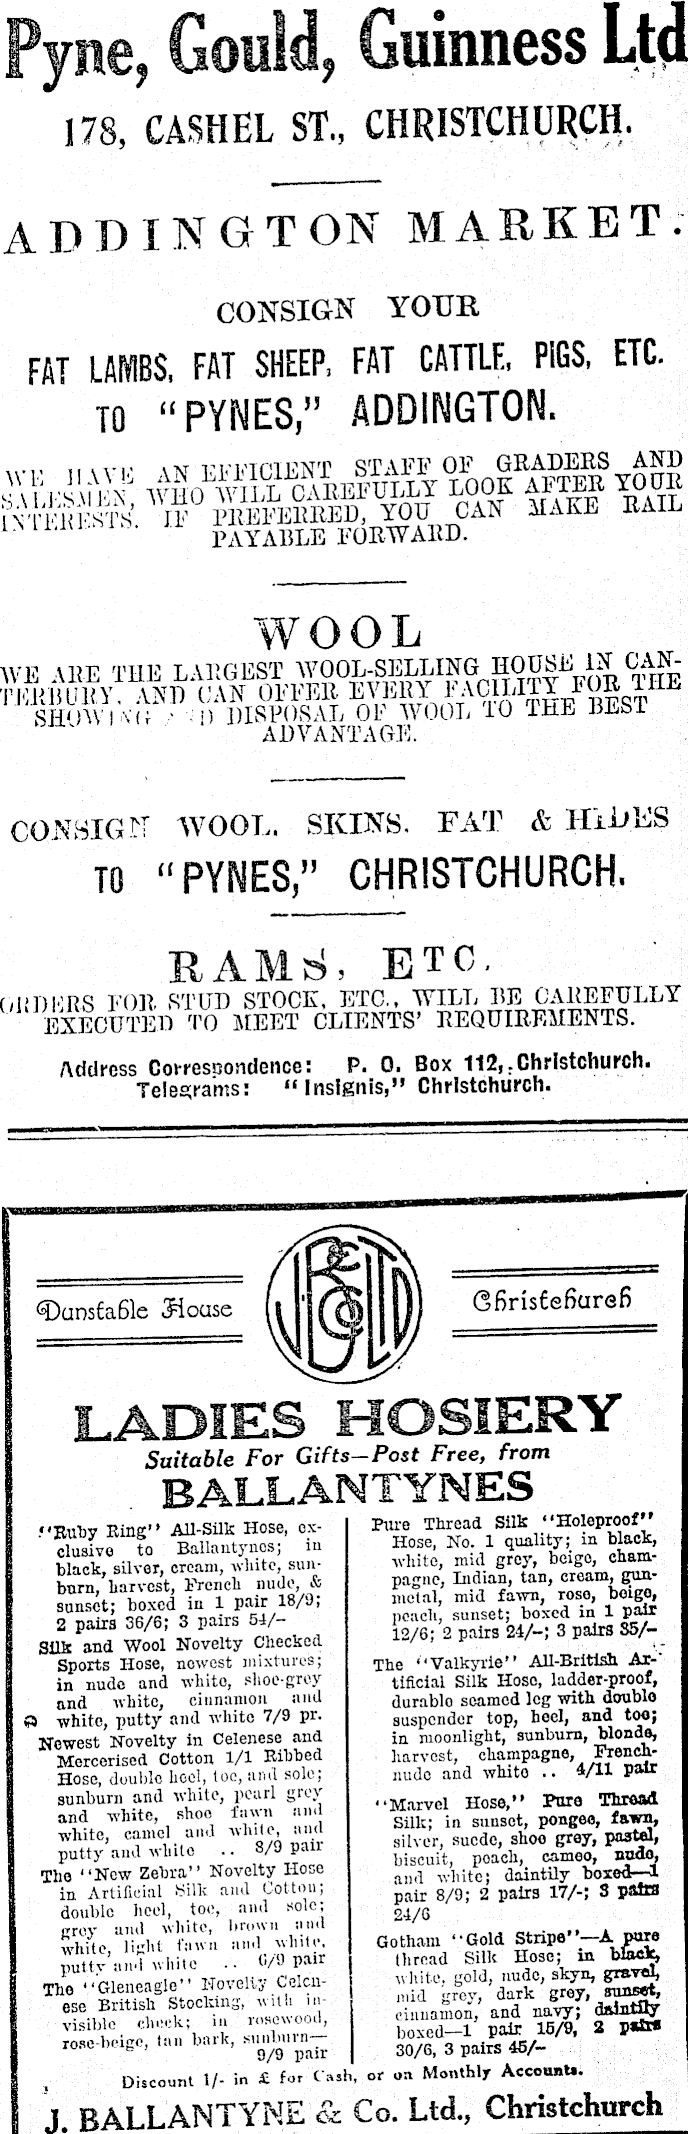 Pyne, Gould, Guinness Ltd
178, CASHEL ST., CHRISTCHURCH.
ADDINGTON MARKET.
CONSIGN YOUR
FAT LAMBS, FAT SHEEP, FAT CATTLE, PIGS, ETC.
TO "PYNES," ADDINGTON.
WE HAVE AN EFFICIENT STAFF OF GRADERS AND
SALESMEN, WHO WILL CAREFULLY LOOK AFTER YOUR
INTERESTS. IF PREFERRED, YOU CAN MAKE RAIL
PAYABLE FORWARD.
WOOL
WE ARE THE LARGEST WOOL-SELLING HOUSE IN CAN-
TERBURY, AND CAN OFFER EVERY FACILITY FOR THE
SHOWING AND DISPOSAL OF WOOL TO THE BEST
ADVANTAGE.
CONSIGN WOOL. SKINS. FAT & HIDES
TO "PYNES," CHRISTCHURCH.
RAMS, ETC.
ORDERS FOR STUD STOCK, ETC., WILL BE CAREFULLY
EXECUTED TO MEET CLIENTS' REQUIREMENTS.
Address Correspondence: P. O. Box 112, Christchurch.
Telegrams: "Insignis," Christchurch.
J. B & Co LTD
Dunstable House
Christchurch
LADIES HOSIERY
Suitable For Gifts—Post Free, from
BALLANTYNES
"Ruby Ring" All-Silk Hose, ex-
clusive to Ballantynes; in
black, silver, cream, white, sun-
burn, harvest, French nude, &
sunset; boxed in 1 pair 18/9;
2 pairs 36/6; 3 pairs 54/-
Silk and Wool Novelty Checked
Sports Hose, newest mixtures;
in nude and white, shoe-grey
and white, cinnamon and
white, putty and white 7/9 pr.
Newest Novelty in Celenese and
Mercerised Cotton 1/1 Ribbed
Hose, double heel, toe, and sole;
sunburn and white, pearl grey
and white, shoe fawn and
white, camel and white, and
putty and white .. 8/9 pair
The "New Zebra" Novelty Hose
in Artificial Silk and Cotton;
double heel, toe, and sole;
grey and white, brown and
white, light fawn and white,
putty and white .. 6/9 pair
The "Gleneagle" Novelty Celen-
ese British Stocking, with in-
visible check; in rosewood,
rose-beige, tan bark, sunburn—
9/9 pair
Pure Thread Silk "Holeproof"
Hose, No. 1 quality; in black,
white, mid grey, beige, cham-
pagne, Indian, tan, cream, gun-
metal, mid fawn, rose, beige,
peach, sunset; boxed in 1 pair
12/6; 2 pairs 24/-; 3 pairs 35/-
The "Valkyrie" All-British Ar-
tificial Silk Hose, ladder-proof,
durable seamed leg with double
suspender top, heel, and toe;
in moonlight, sunburn, blonde,
harvest, champagne, French-
nude and white .. 4/11 pair
"Marvel Hose," Pure Thread
Silk; in sunset, pongee, fawn,
silver, suede, shoe grey, pastel,
biscuit, peach, cameo, nude,
and white; daintily boxed—1
pair 8/9; 2 pairs 17/-; 3 pairs
24/6
Gotham "Gold Stripe"—A pure
thread Silk Hose; in black,
white, gold, nude, skyn, gravel,
mid grey, dark grey, sunset,
cinnamon, and navy; daintily
boxed—1 pair 15/9, 2 pairs
30/6, 3 pairs 45/-
Discount 1/- in £ for Cash, or on Monthly Accounts.
J. BALLANTYNE & Co. Ltd., Christchurch